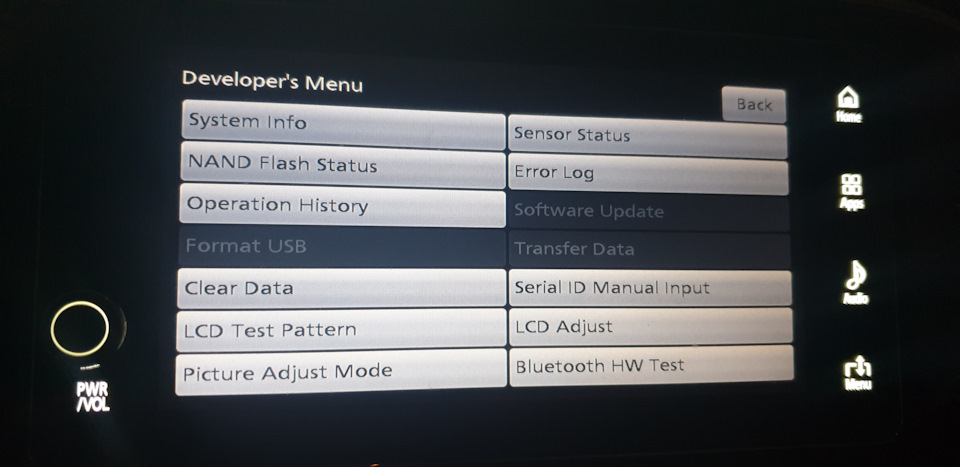 Developer's Menu
Back
System Info
Sensor Status
NAND Flash Status
Error Log
Operation History
Software Update
Format USB
Transfer Data
Clear Data
Serial ID Manual Input
LCD Test Pattern
LCD Adjust
Picture Adjust Mode
Bluetooth HW Test
Home
Apps
Audio
Menu
PWR
/VOL